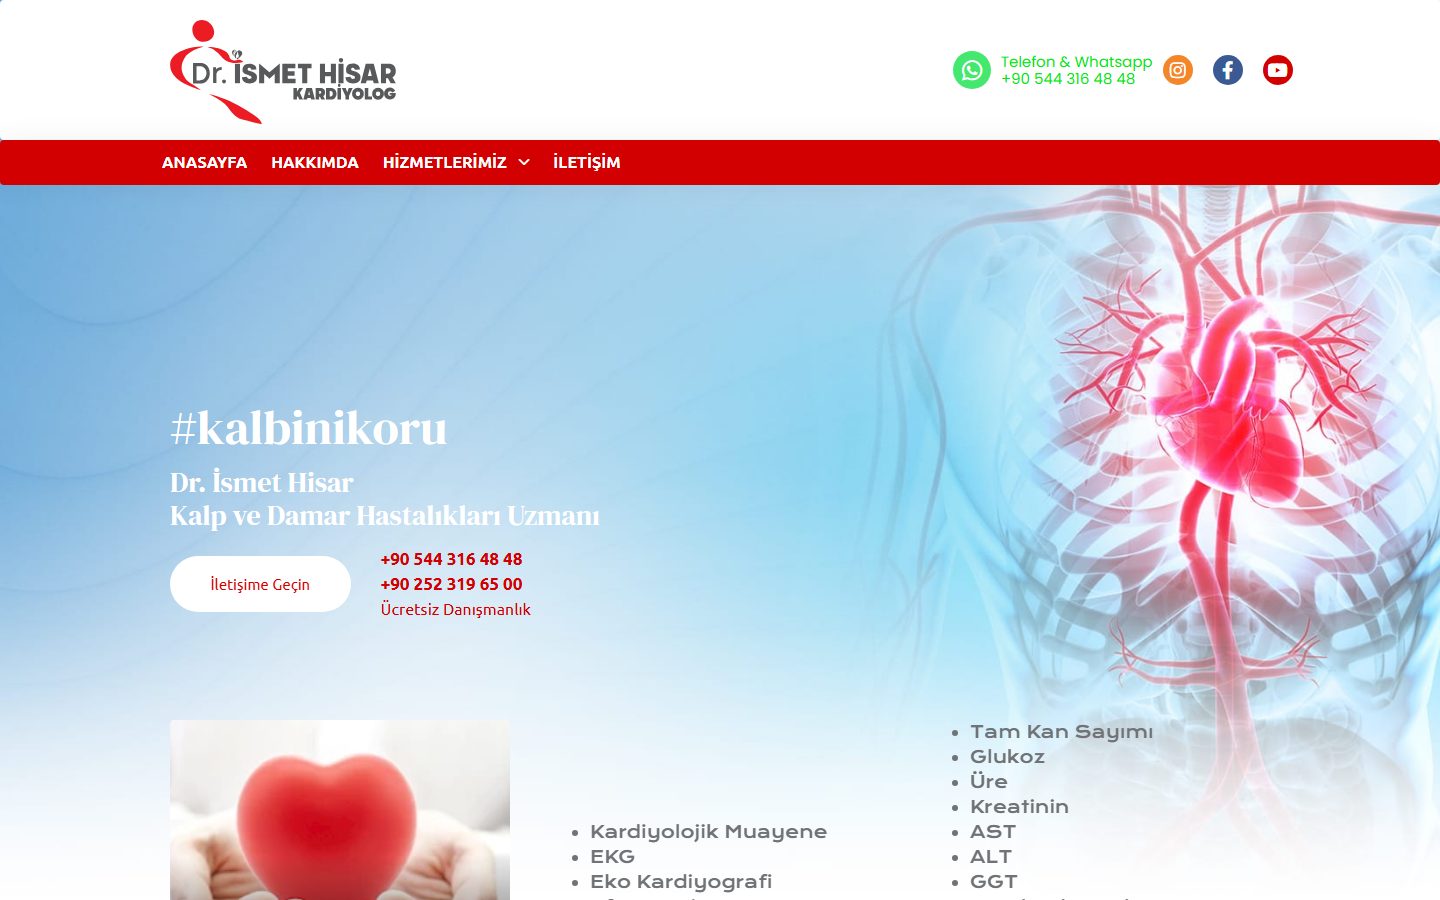 Dr. İSMET HİSAR
KARDİYOLOG
Telefon & Whatsapp
+90 544 316 48 48
ANASAYFA
HAKKIMDA
HİZMETLERİMİZ
İLETİŞİM
#kalbinikoru
Dr. İsmet Hisar
Kalp ve Damar Hastalıkları Uzmanı
İletişime Geçin
+90 544 316 48 48
+90 252 319 65 00
Ücretsiz Danışmanlık
Kardiyolojik Muayene
EKG
Eko Kardiyografi
Tam Kan Sayımı
Glukoz
Üre
Kreatinin
AST
ALT
GGT